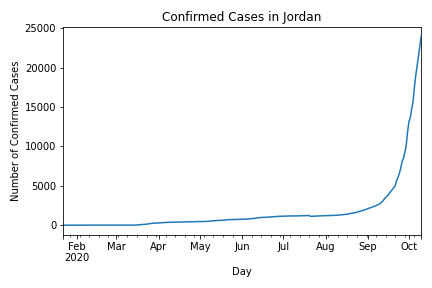 Confirmed Cases in Jordan
Number of Confirmed Cases
25000
20000
15000
10000
5000
0
Feb Mar Apr May Jun Jul Aug Sep Oct
2020
Day